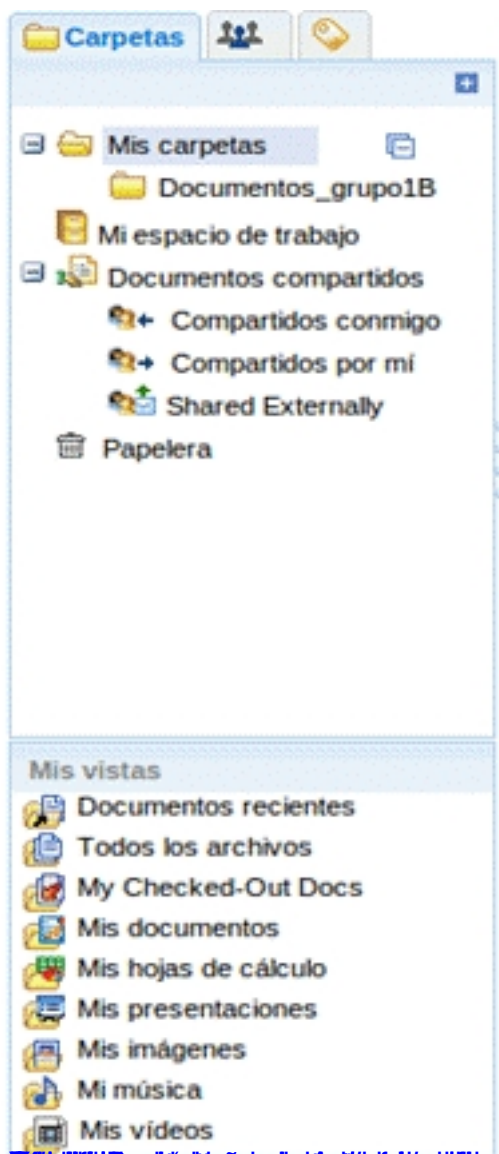 Carpetas
Mis carpetas
Documentos_grupo1B
Mi espacio de trabajo
Documentos compartidos
Compartidos conmigo
Compartidos por mí
Shared Externally
Papelera
Mis vistas
Documentos recientes
Todos los archivos
My Checked-Out Docs
Mis documentos
Mis hojas de cálculo
Mis presentaciones
Mis imágenes
Mi música
Mis vídeos